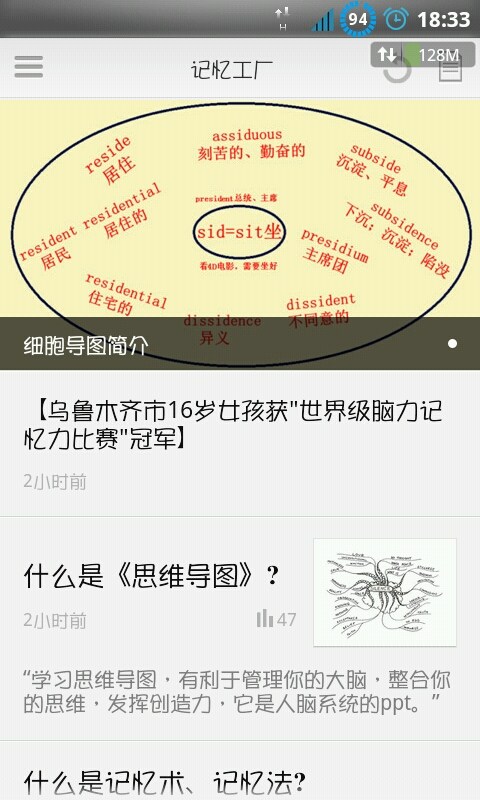 94
18:33
128M
记忆工厂
assiduous
刻苦的、勤奋的
reside
居住
subside
沉淀、平息
resident
居民
residential
居住的
president总统、主席
sid=sit坐
看4D电影，需要坐好
subsidence
下沉；沉淀；陷没
presidium
主席团
residential
住宅的
dissidence
异义
dissident
不同意的
细胞导图简介
【乌鲁木齐市16岁女孩获"世界级脑力记
忆力比赛"冠军】
2小时前
什么是《思维导图》?
2小时前
47
“学习思维导图，有利于管理你的大脑，整合你
的思维，发挥创造力，它是人脑系统的ppt。”
什么是记忆术、记忆法?